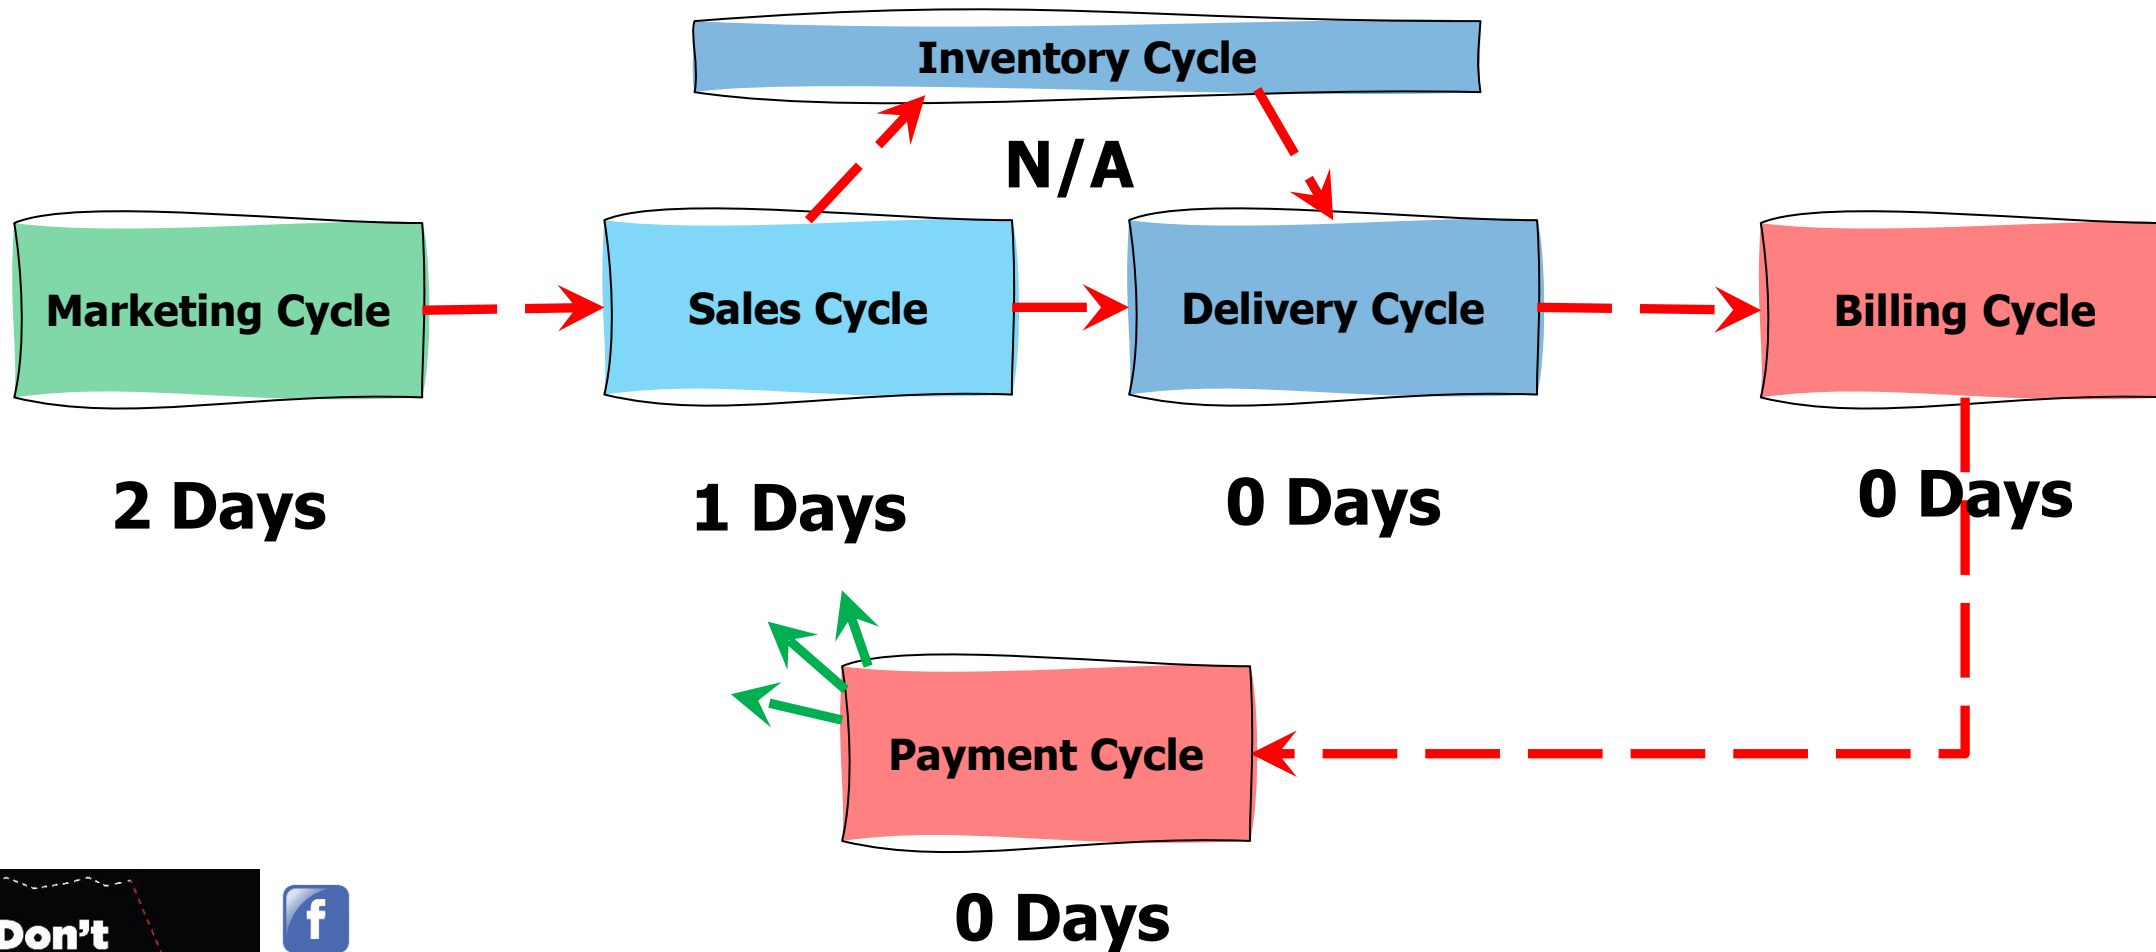 Inventory Cycle
N/A
Marketing Cycle
Sales Cycle
Delivery Cycle
Billing Cycle
2 Days
1 Days
0 Days
0 Days
Payment Cycle
0 Days
Don't
f